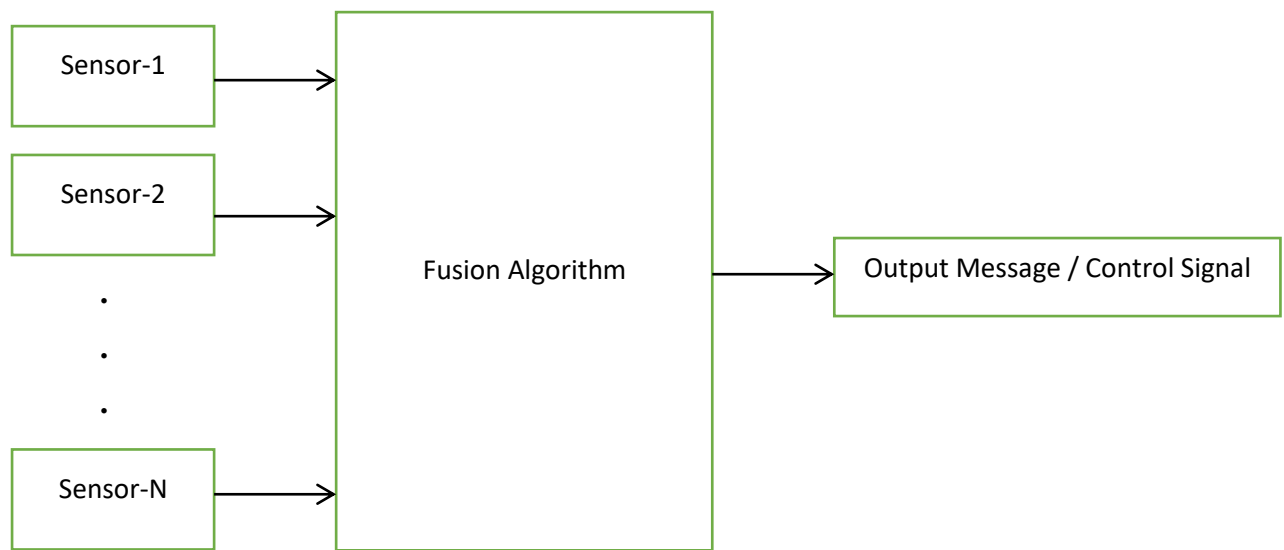 Sensor-1
Sensor-2
.
.
.
Sensor-N
Fusion Algorithm
Output Message / Control Signal